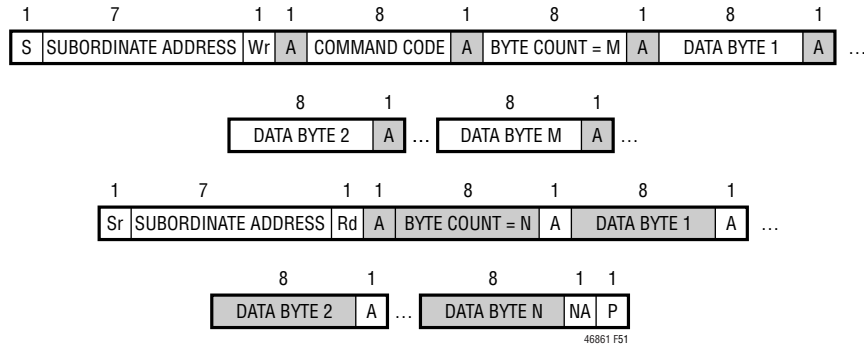 1 7 1 1 8 1 8 1 8 1
S SUBORDINATE ADDRESS Wr A COMMAND CODE A BYTE COUNT = M A DATA BYTE 1 A …
8 1 8 1
DATA BYTE 2 A … DATA BYTE M A …
1 7 1 1 8 1 8 1
Sr SUBORDINATE ADDRESS Rd A BYTE COUNT = N A DATA BYTE 1 A …
8 1 8 1 1
DATA BYTE 2 A … DATA BYTE N NA P
46861 F51